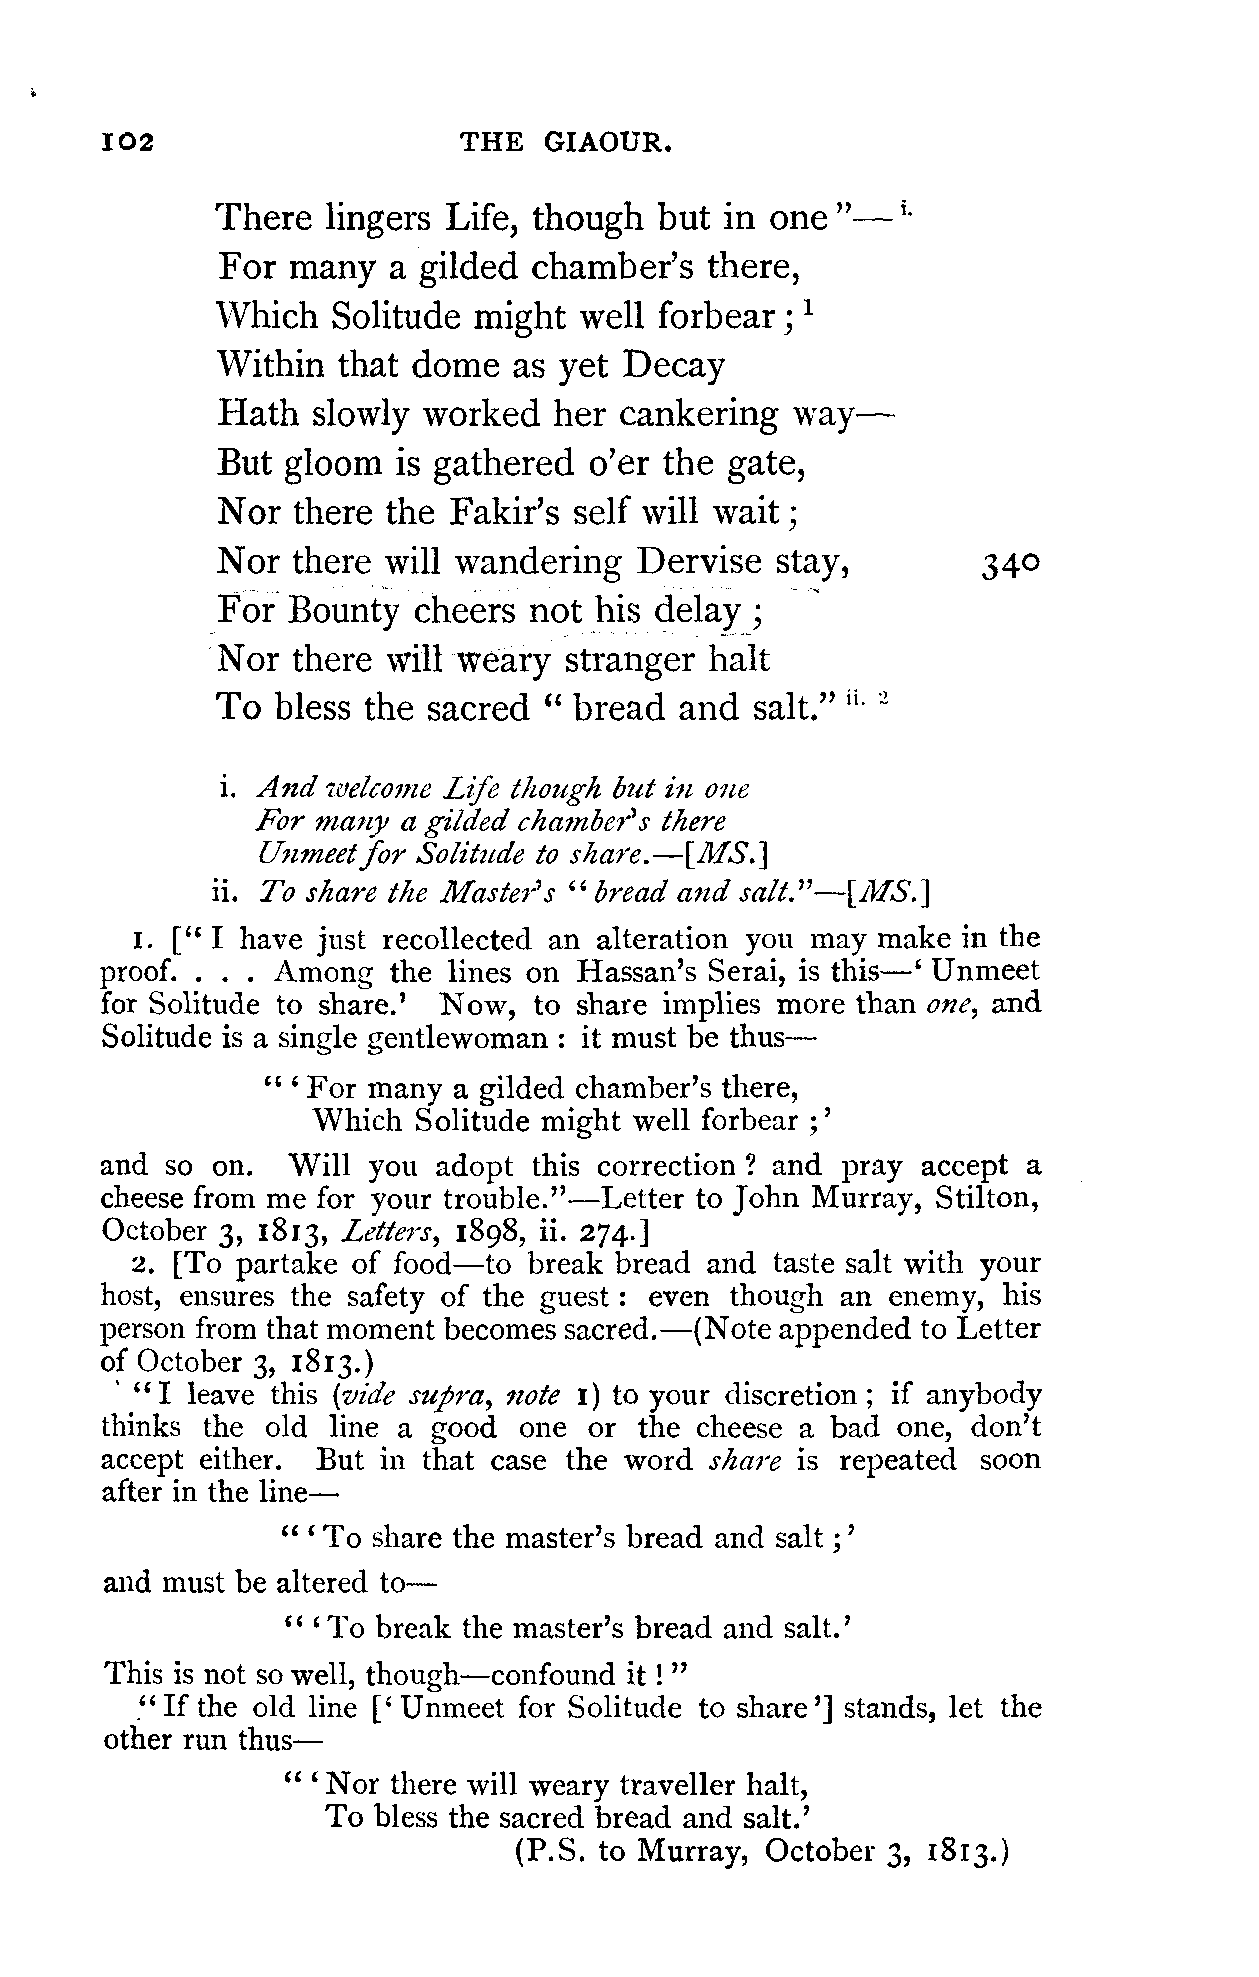 102 THE GIAOUR.
There lingers Life, though but in one"— i.
For many a gilded chamber's there,
Which Solitude might well forbear; 1
Within that dome as yet Decay
Hath slowly worked her cankering way—
But gloom is gathered o'er the gate,
Nor there the Fakir's self will wait;
Nor there will wandering Dervise stay, 340
For Bounty cheers not his delay;
Nor there will weary stranger halt
To bless the sacred "bread and salt." ii. 2
i. And welcome Life though but in one
For many a gilded chamber's there
Unmeet for Solitude to share.—[MS.]
ii. To share the Master's "bread and salt."—[MS.]
1. ["I have just recollected an alteration you may make in the
proof. . . . Among the lines on Hassan's Serai, is this—'Unmeet
for Solitude to share.' Now, to share implies more than one, and
Solitude is a single gentlewoman: it must be thus—
"'For many a gilded chamber's there,
Which Solitude might well forbear;'
and so on. Will you adopt this correction? and pray accept a
cheese from me for your trouble."—Letter to John Murray, Stilton,
October 3, 1813, Letters, 1898, ii. 274.]
2. [To partake of food—to break bread and taste salt with your
host, ensures the safety of the guest: even though an enemy, his
person from that moment becomes sacred.—(Note appended to Letter
of October 3, 1813.)
"I leave this (vide supra, note 1) to your discretion; if anybody
thinks the old line a good one or the cheese a bad one, don't
accept either. But in that case the word share is repeated soon
after in the line—
"'To share the master's bread and salt;'
and must be altered to—
"'To break the master's bread and salt.'
This is not so well, though—confound it!"
"If the old line ['Unmeet for Solitude to share'] stands, let the
other run thus—
"'Nor there will weary traveller halt,
To bless the sacred bread and salt.'
(P.S. to Murray, October 3, 1813.)